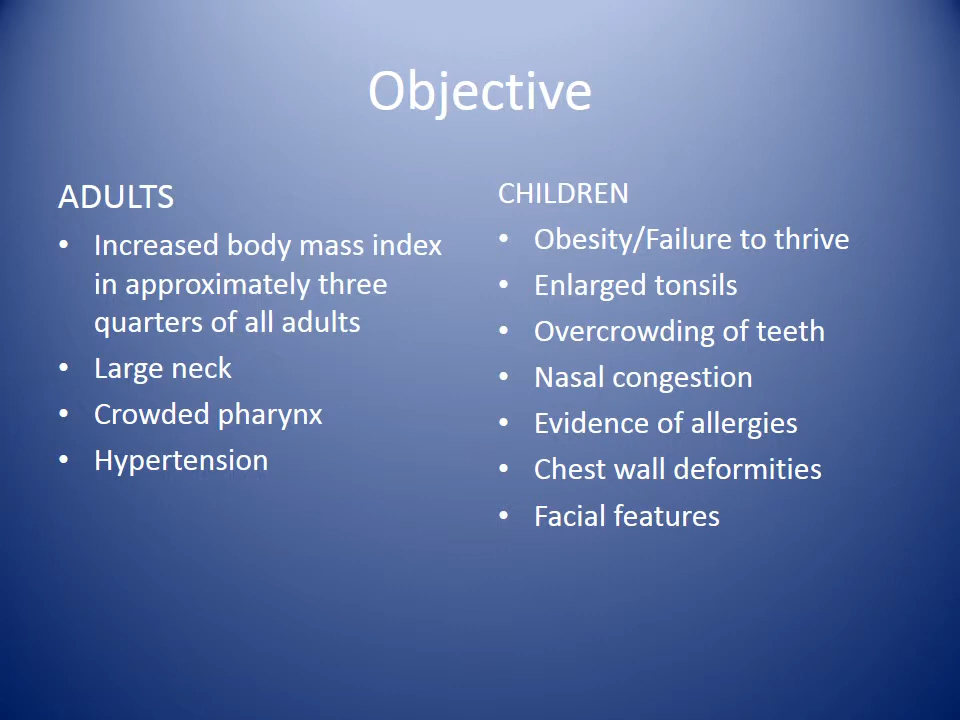 Objective
ADULTS
• Increased body mass index
in approximately three
quarters of all adults
• Large neck
• Crowded pharynx
• Hypertension
CHILDREN
• Obesity/Failure to thrive
• Enlarged tonsils
• Overcrowding of teeth
• Nasal congestion
• Evidence of allergies
• Chest wall deformities
• Facial features